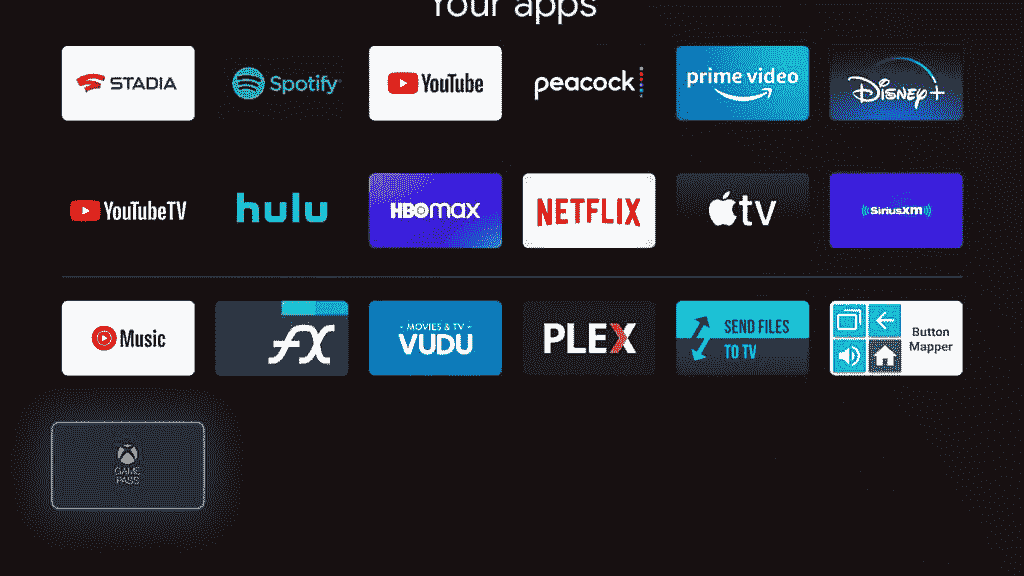 Your apps
STADIA
Spotify
YouTube
peacock
prime video
Disney+
YouTubeTV
hulu
HBOmax
NETFLIX
tv
((SiriusXM))
Music
FX
- MOVIES & TV -
VUDU
PLEX
SEND FILES
TO TV
Button
Mapper
GAME
PASS